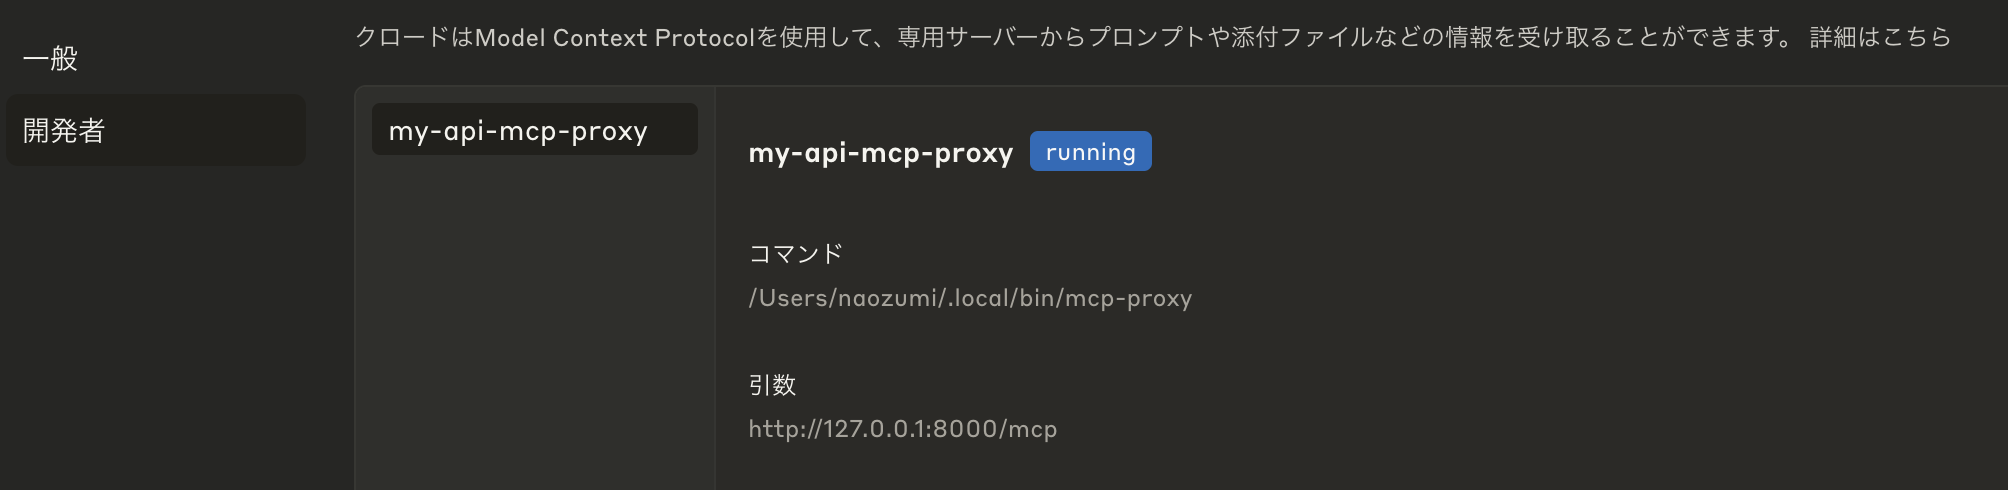 一般
開発者
クロードはModel Context Protocolを使用して、専用サーバーからプロンプトや添付ファイルなどの情報を受け取ることができます。 詳細はこちら
my-api-mcp-proxy
my-api-mcp-proxy running
コマンド
/Users/naozumi/.local/bin/mcp-proxy
引数
http://127.0.0.1:8000/mcp